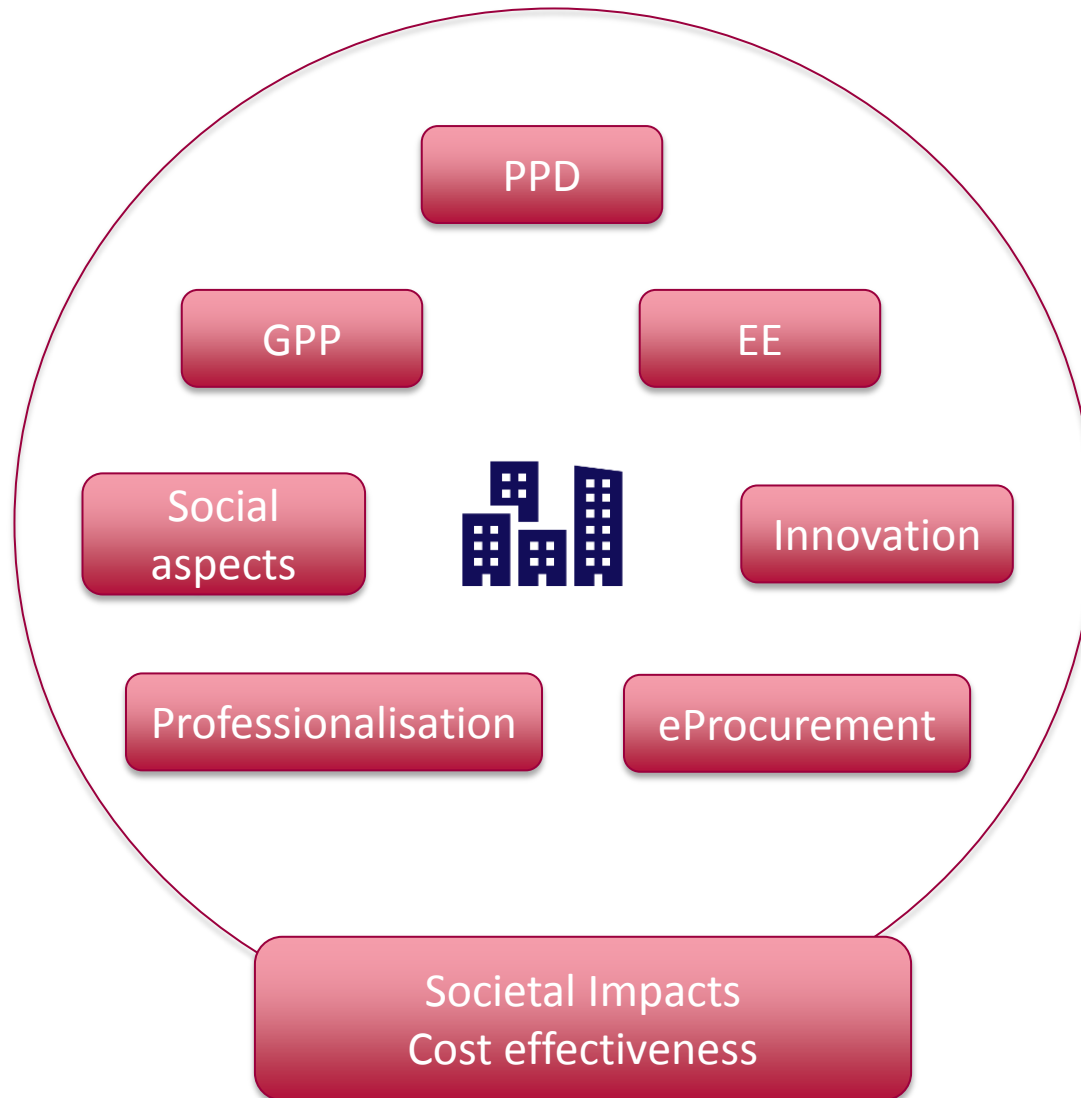 PPD
GPP
EE
Social
aspects
Innovation
Professionalisation
eProcurement
Societal Impacts
Cost effectiveness